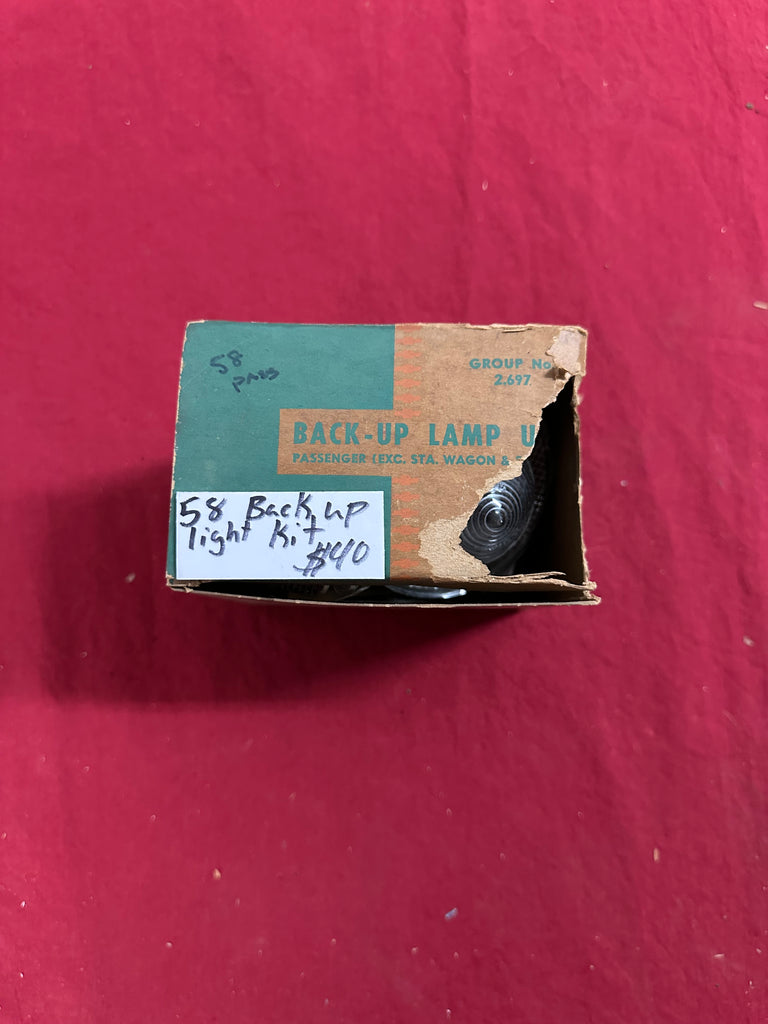 58
pass
GROUP No
2,697
BACK-UP LAMP U
PASSENGER (EXC. STA. WAGON &
58 Back up
light kit
$40